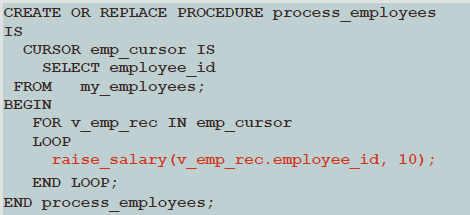 CREATE OR REPLACE PROCEDURE process_employees
IS
CURSOR emp_cursor IS
SELECT employee_id
FROM my_employees;
BEGIN
FOR v_emp_rec IN emp_cursor
LOOP
raise_salary(v_emp_rec.employee_id, 10);
END LOOP;
END process_employees;